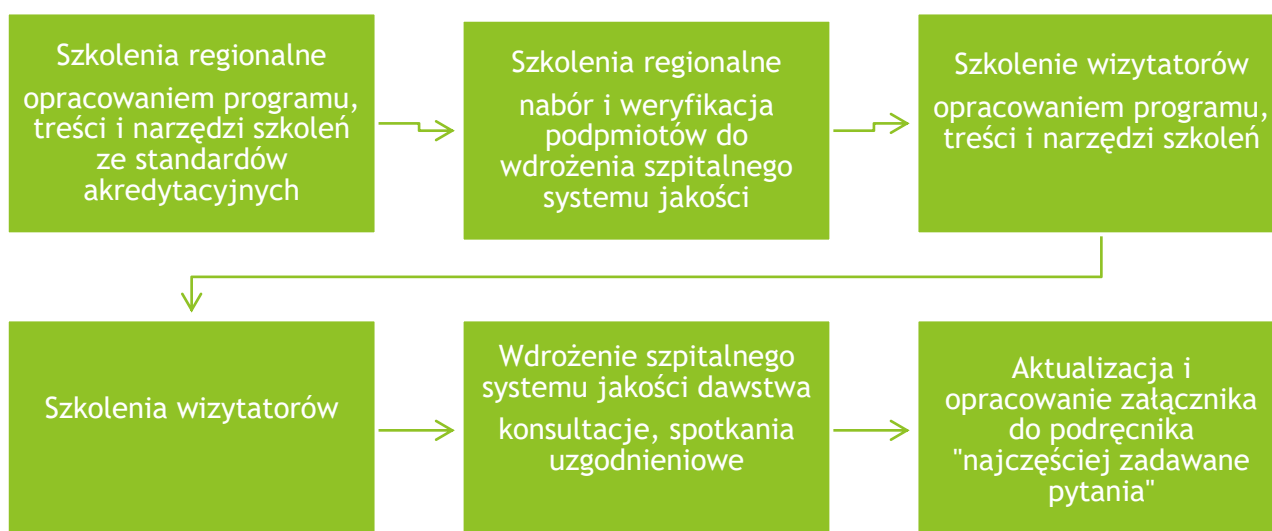 Szkolenia regionalne
opracowaniem programu,
treści i narzędzi szkoleń
ze standardów
akredytacyjnych
Szkolenia regionalne
nabór i weryfikacja
podpmiotów do
wdrożenia szpitalnego
systemu jakości
Szkolenie wizytatorów
opracowaniem programu,
treści i narzędzi szkoleń
Szkolenia wizytatorów
Wdrożenie szpitalnego
systemu jakości dawstwa
konsultacje, spotkania
uzgodnieniowe
Aktualizacja i
opracowanie załącznika
do podręcnika
"najczęściej zadawane
pytania"